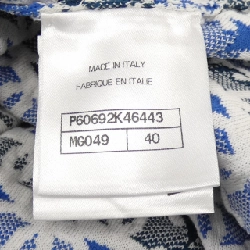 MADE IN ITALY
FABRIQUE EN ITALIE
P60692K46443
MG049 40